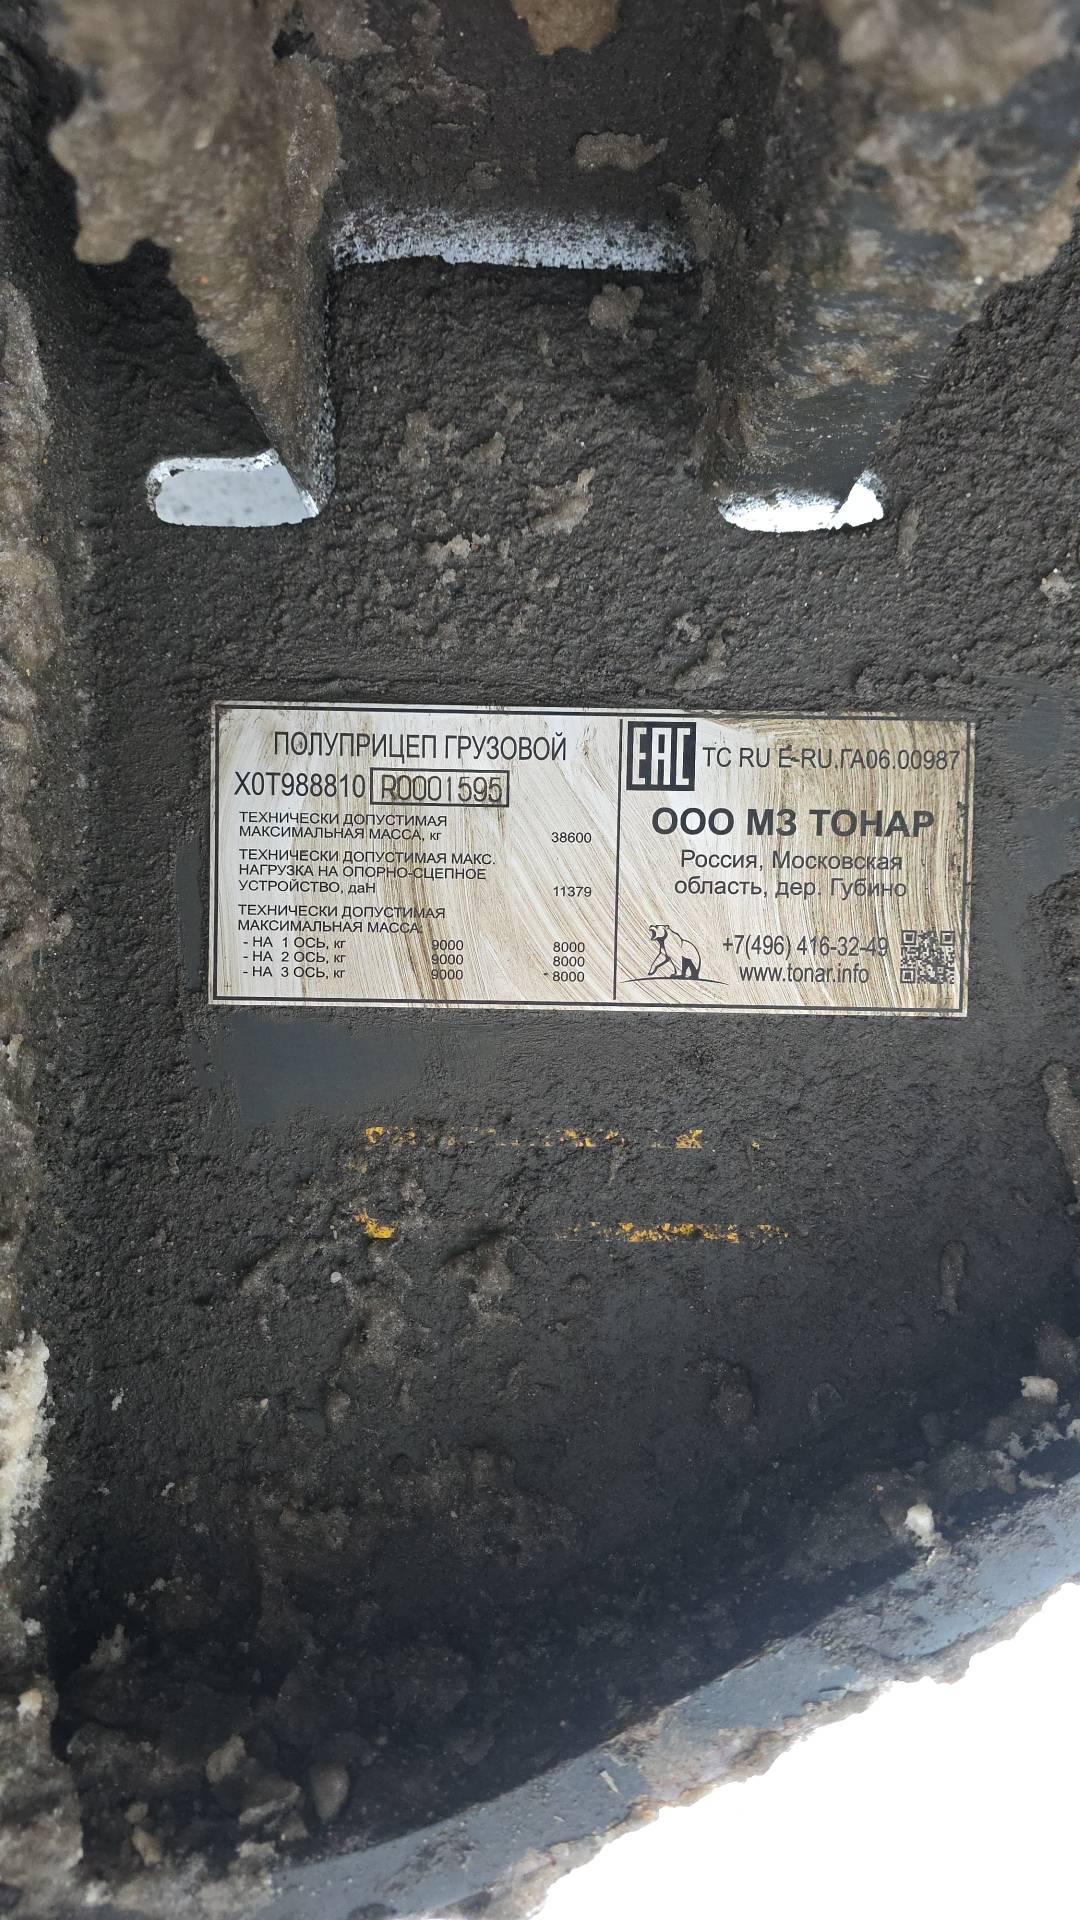 ПОЛУПРИЦЕП ГРУЗОВОЙ
X0T988810 R0001595
ТЕХНИЧЕСКИ ДОПУСТИМАЯ
МАКСИМАЛЬНАЯ МАССА, кг 38600
ТЕХНИЧЕСКИ ДОПУСТИМАЯ МАКС.
НАГРУЗКА НА ОПОРНО-СЦЕПНОЕ
УСТРОЙСТВО, даН 11379
ТЕХНИЧЕСКИ ДОПУСТИМАЯ
МАКСИМАЛЬНАЯ МАССА:
- НА 1 ОСЬ, кг 9000 8000
- НА 2 ОСЬ, кг 9000 8000
- НА 3 ОСЬ, кг 9000 8000
EAC ТС RU E-RU.ГА06.00987
ООО МЗ ТОНАР
Россия, Московская
область, дер. Губино
+7(496) 416-32-49
www.tonar.info